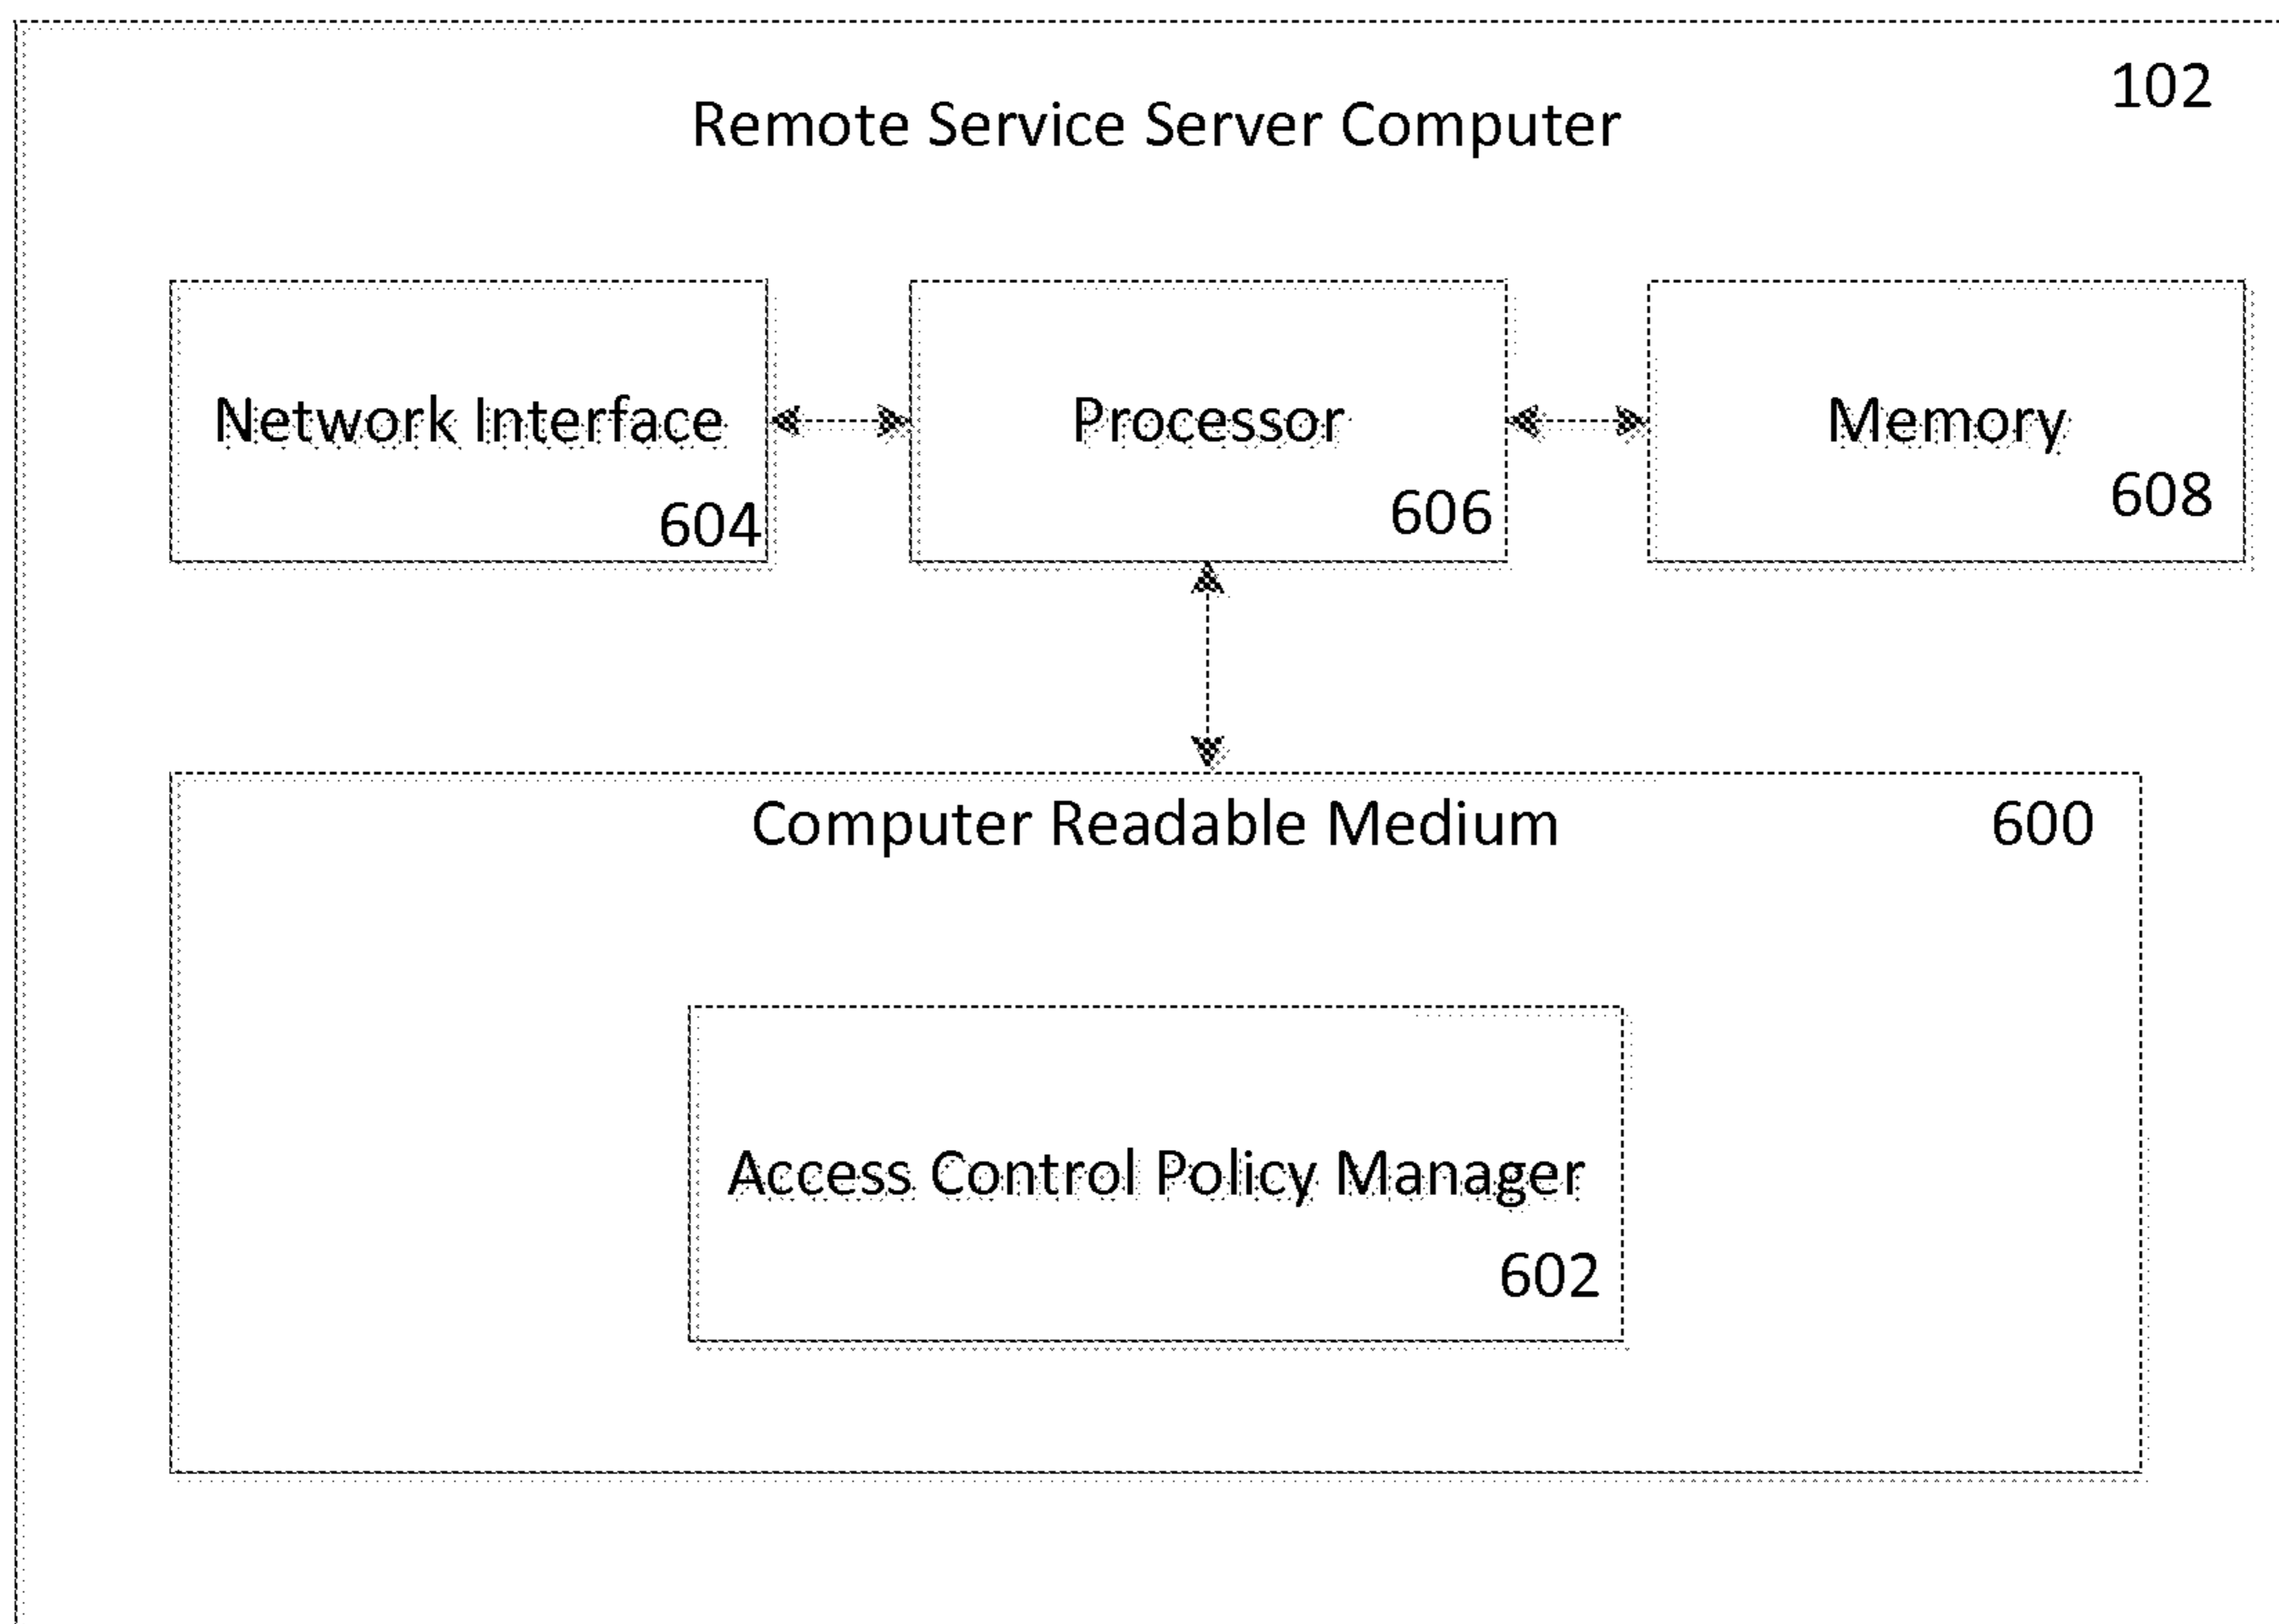 102
Remote Service Server Computer
Network Interface
604
Processor
606
Memory
608
Computer Readable Medium
600
Access Control Policy Manager
602